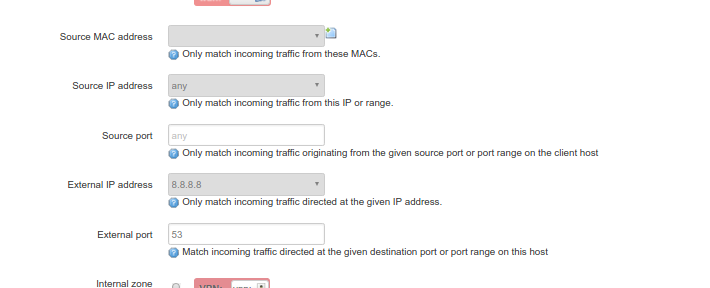 Source MAC address
Only match incoming traffic from these MACs.
Source IP address
any
Only match incoming traffic from this IP or range.
Source port
any
Only match incoming traffic originating from the given source port or port range on the client host
External IP address
8.8.8.8
Only match incoming traffic directed at the given IP address.
External port
53
Match incoming traffic directed at the given destination port or port range on this host
Internal zone